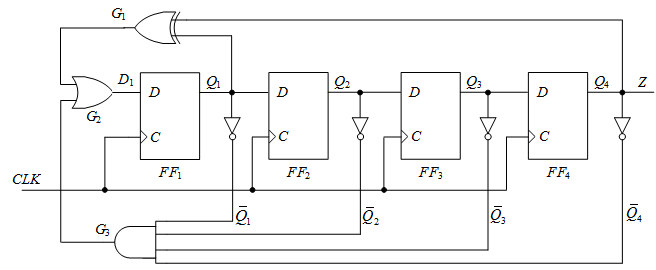 G₁
D₁ Q₁ Q₂ Q₃ Q₄ Z
D D D D
G₂
C C C C
FF₁ FF₂ FF₃ FF₄
CLK
Q̅₁ Q̅₂ Q̅₃ Q̅₄
G₃